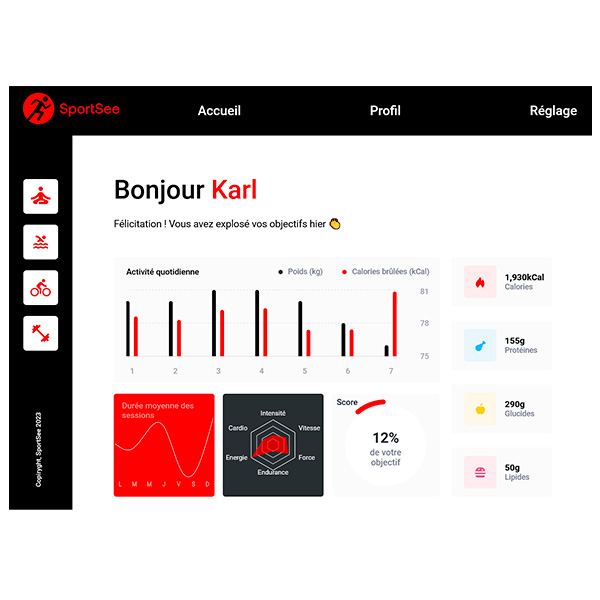 SportSee
Accueil
Profil
Réglage
Bonjour Karl
Félicitation ! Vous avez explosé vos objectifs hier 👏
Activité quotidienne
Poids (kg)
Calories brûlées (kCal)
81
78
75
1 2 3 4 5 6 7
1,930kCal
Calories
155g
Protéines
290g
Glucides
50g
Lipides
Durée moyenne des
sessions
L M M J V S D
Intensité
Vitesse
Force
Endurance
Energie
Cardio
Score
12%
de votre
objectif
Copiryght, SportSee 2023